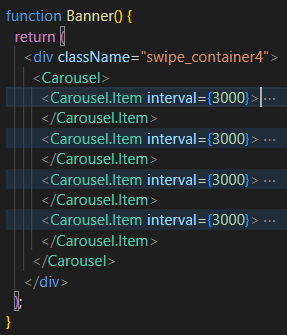 function Banner() {
return (
<div className="swipe_container4">
<Carousel>
<Carousel.Item interval={3000}>···
</Carousel.Item>
<Carousel.Item interval={3000}>···
</Carousel.Item>
<Carousel.Item interval={3000}>···
</Carousel.Item>
<Carousel.Item interval={3000}>···
</Carousel.Item>
</Carousel>
</div>
);
}